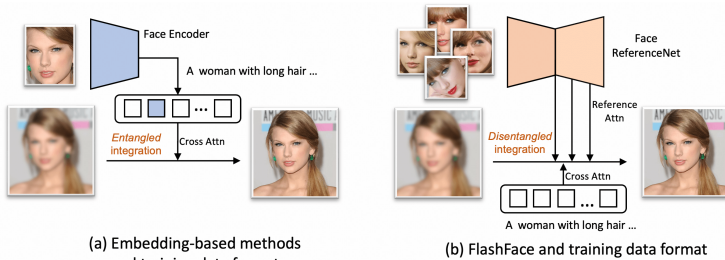 Face Encoder
A woman with long hair ...
...
Entangled
integration
Cross Attn
(a) Embedding-based methods
Face
ReferenceNet
Reference
Attn
Disentangled
integration
Cross Attn
...
A woman with long hair ...
(b) FlashFace and training data format